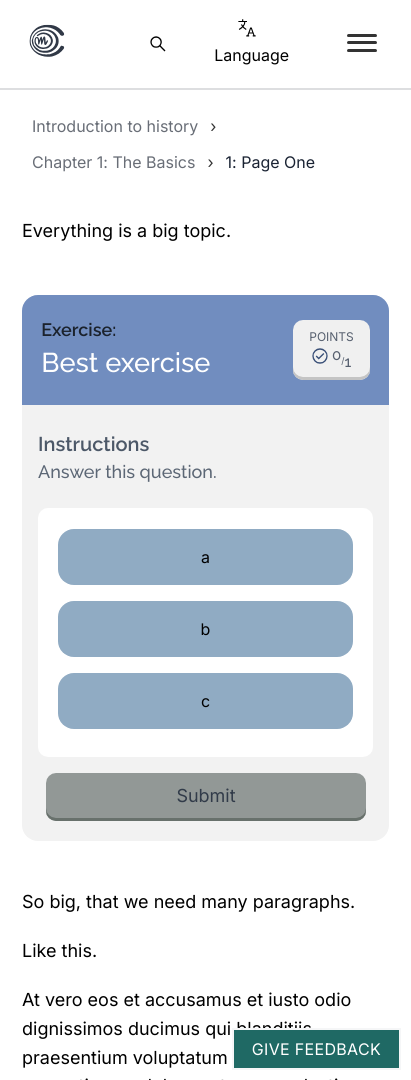 Language
Introduction to history ›
Chapter 1: The Basics › 1: Page One
Everything is a big topic.
Exercise:
Best exercise
POINTS
0/1
Instructions
Answer this question.
a
b
c
Submit
So big, that we need many paragraphs.
Like this.
At vero eos et accusamus et iusto odio
dignissimos ducimus qui blanditiis
praesentium voluptatum
GIVE FEEDBACK